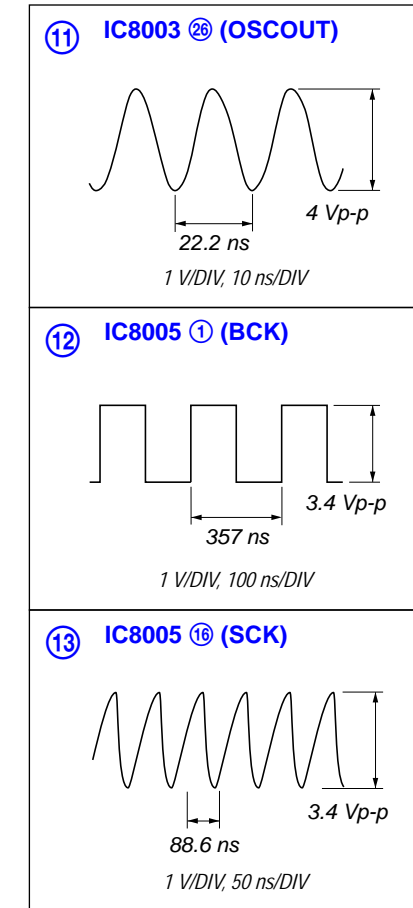 ⑪ IC8003 ㉖ (OSCOUT)
4 Vp-p
22.2 ns
1 V/DIV, 10 ns/DIV
⑫ IC8005 ① (BCK)
3.4 Vp-p
357 ns
1 V/DIV, 100 ns/DIV
⑬ IC8005 ⑯ (SCK)
3.4 Vp-p
88.6 ns
1 V/DIV, 50 ns/DIV